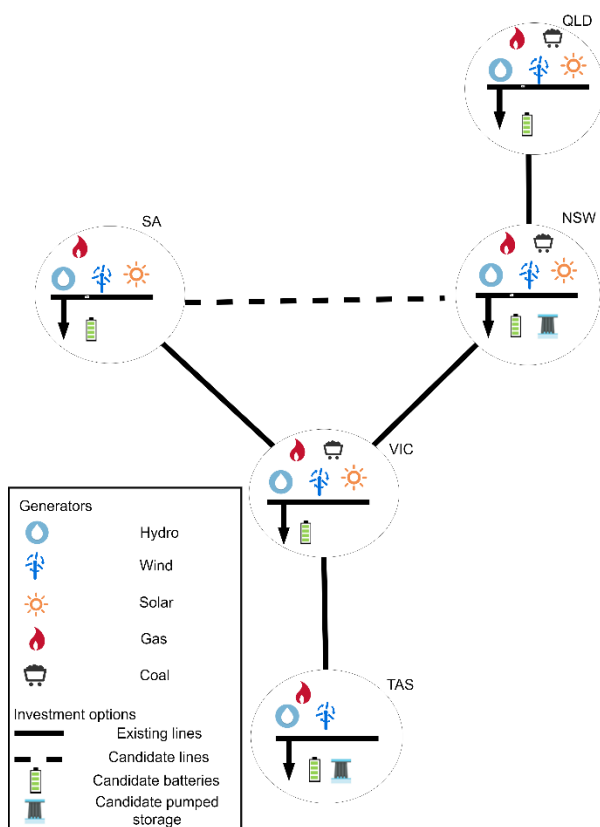 QLD
SA
NSW
VIC
TAS
Generators
Hydro
Wind
Solar
Gas
Coal
Investment options
Existing lines
Candidate lines
Candidate batteries
Candidate pumped
storage